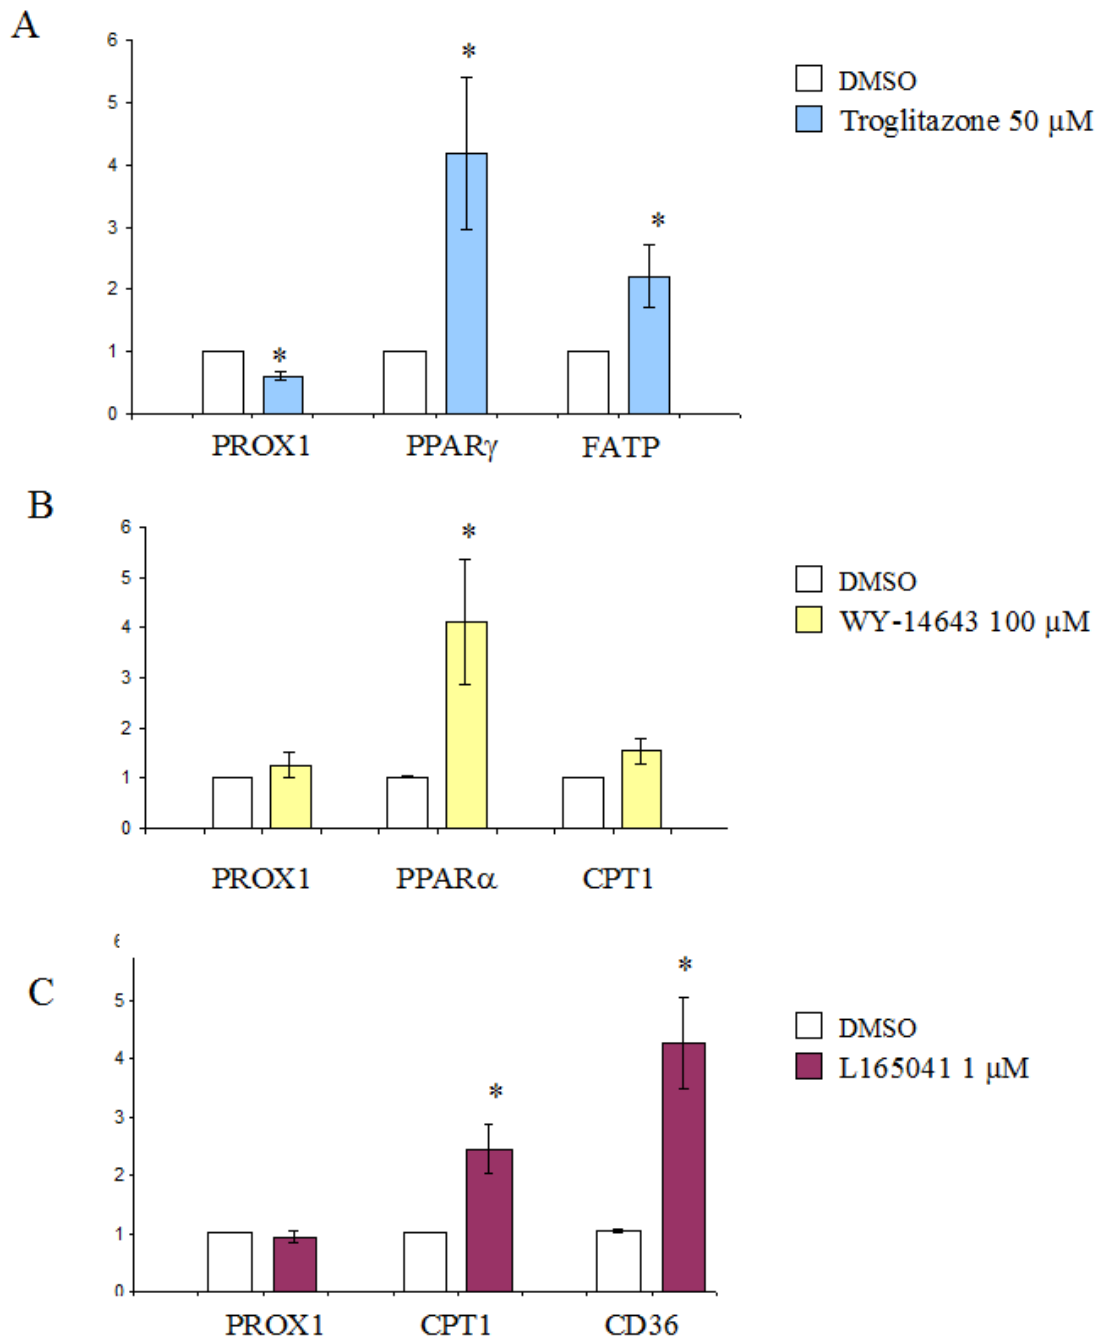 A
6
5
4
3
2
1
0
*
*
*
PROX1 PPARγ FATP
DMSO
Troglitazone 50 µM
B
6
5
4
3
2
1
0
*
PROX1 PPARα CPT1
DMSO
WY-14643 100 µM
C
6
5
4
3
2
1
0
*
*
PROX1 CPT1 CD36
DMSO
L165041 1 µM